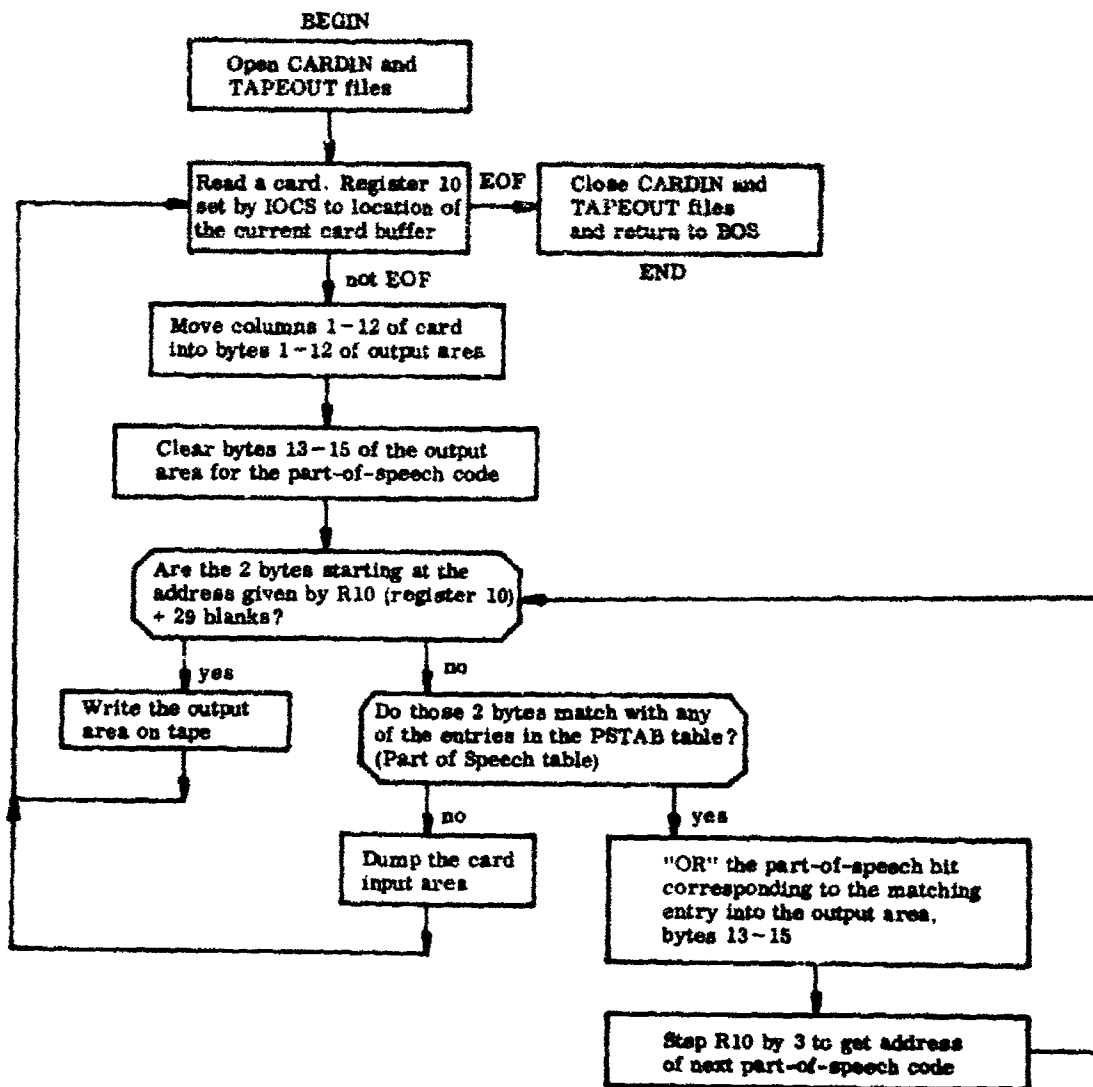 BEGIN
Open CARDIN and
TAPEOUT files
Read a card. Register 10
set by IOCS to location of
the current card buffer
EOF
Close CARDIN and
TAPEOUT files
and return to BOS
END
not EOF
Move columns 1-12 of card
into bytes 1-12 of output area
Clear bytes 13-15 of the output
area for the part-of-speech code
Are the 2 bytes starting at the
address given by R10 (register 10)
+ 29 blanks?
yes
no
Write the output
area on tape
Do those 2 bytes match with any
of the entries in the PSTAB table?
(Part of Speech table)
no
yes
Dump the card
input area
"OR" the part-of-speech bit
corresponding to the matching
entry into the output area,
bytes 13-15
Step R10 by 3 to get address
of next part-of-speech code